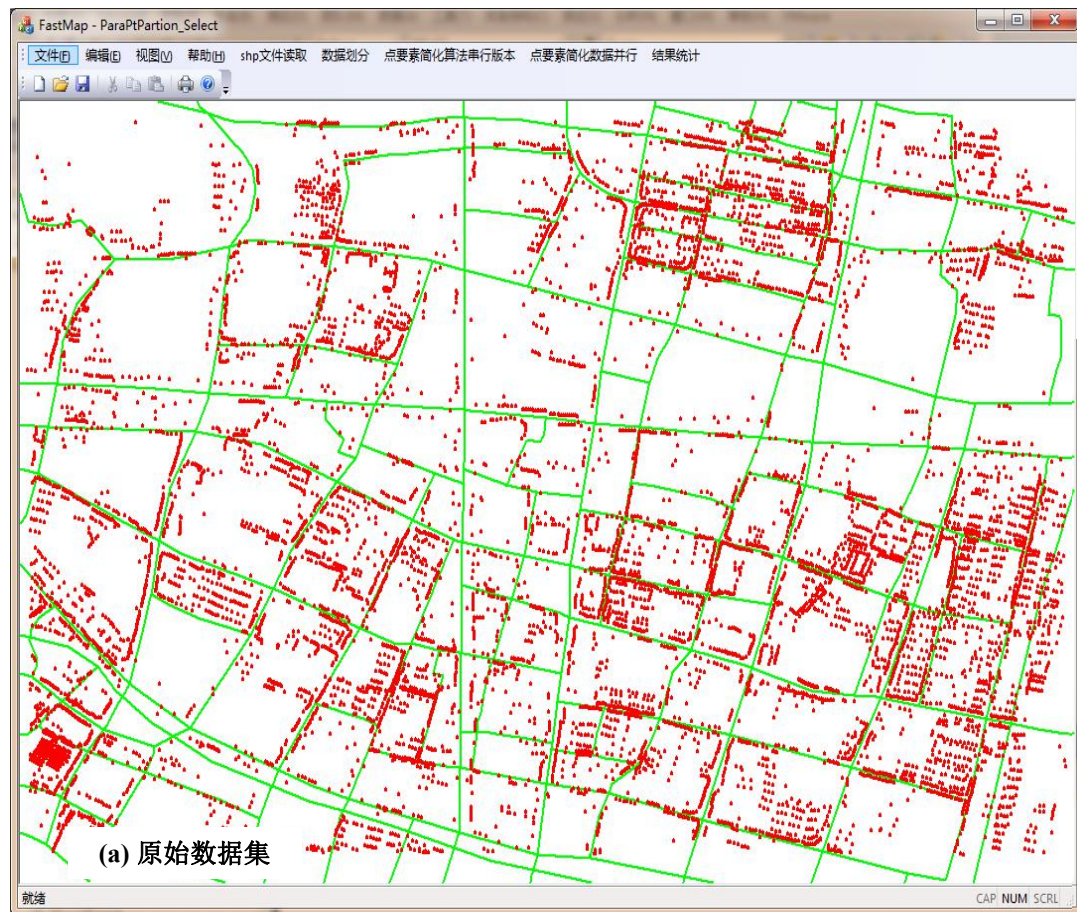 FastMap - ParaPtPartion_Select
文件(F) 编辑(E) 视图(V) 帮助(H) shp文件读取 数据划分 点要素简化算法串行版本 点要素简化数据并行 结果统计
(a) 原始数据集
就绪 CAP NUM SCRL